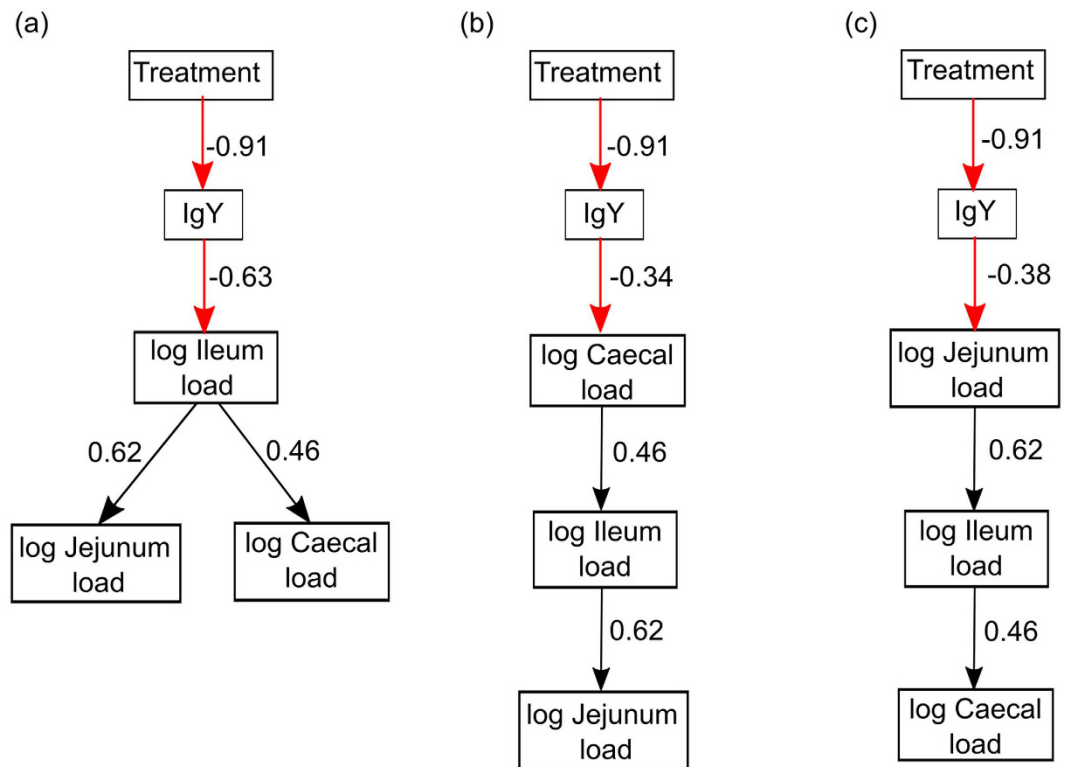 (a)
Treatment
-0.91
IgY
-0.63
log Ileum
load
0.62
0.46
log Jejunum
load
log Caecal
load
(b)
Treatment
-0.91
IgY
-0.34
log Caecal
load
0.46
log Ileum
load
0.62
log Jejunum
load
(c)
Treatment
-0.91
IgY
-0.38
log Jejunum
load
0.62
log Ileum
load
0.46
log Caecal
load